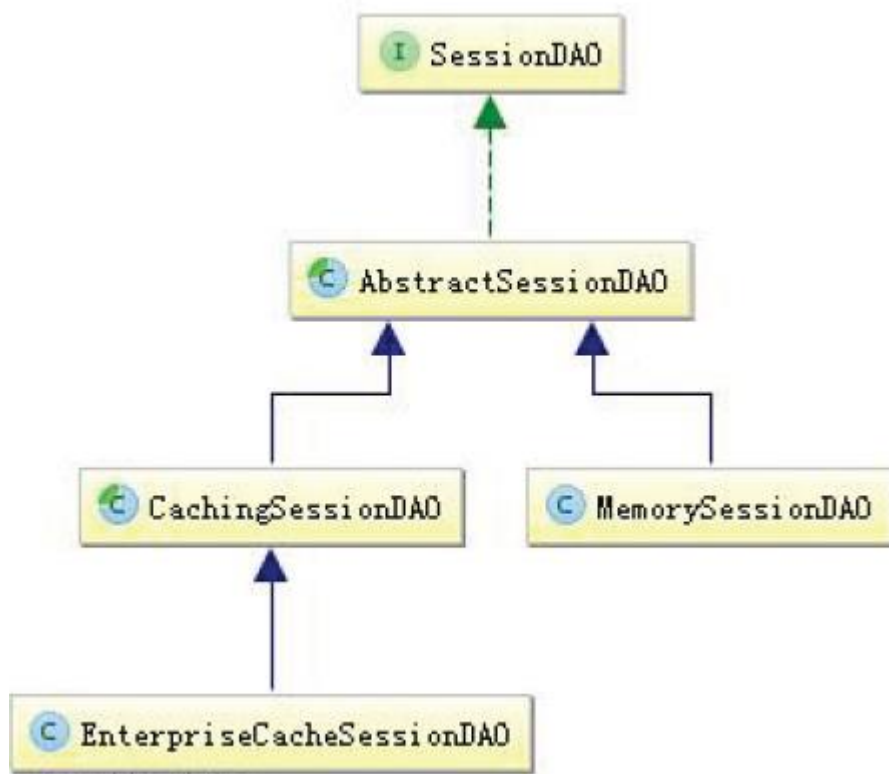 I SessionDAO
C AbstractSessionDAO
C CachingSessionDAO
C MemorySessionDAO
C EnterpriseCacheSessionDAO